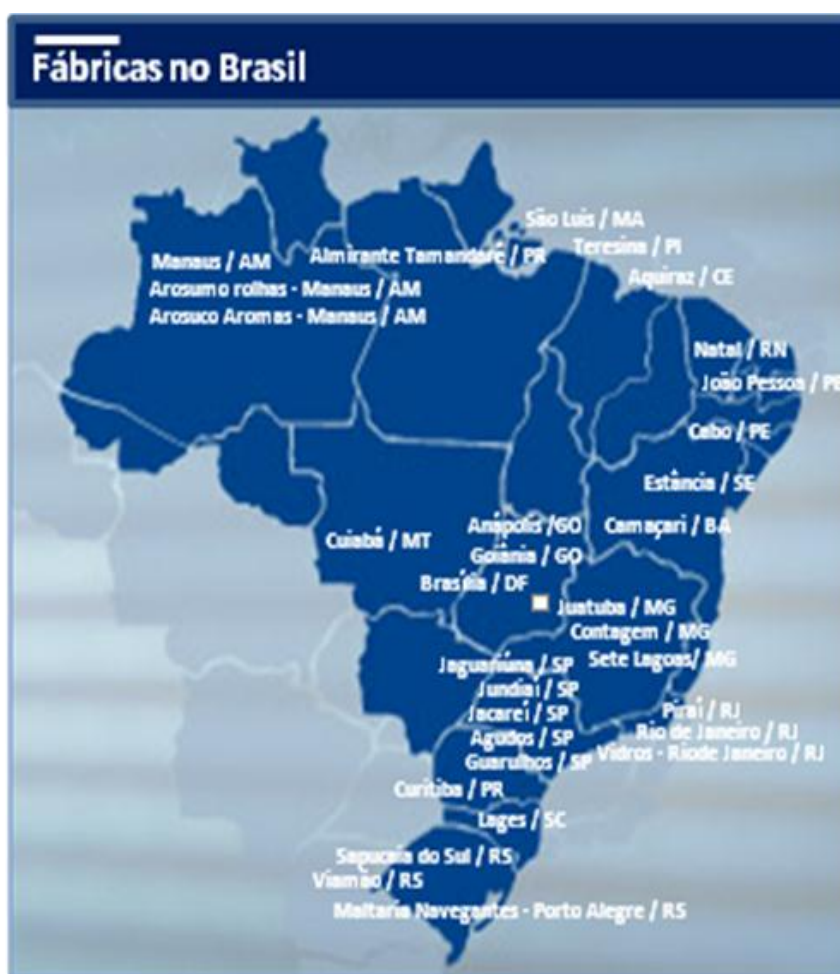 Fábricas no Brasil
São Luis / MA
Teresina / PI
Manaus / AM
Almirante Tamandaré / PR
Aquiraz / CE
Arosumo rolhas - Manaus / AM
Arosuco Aromas - Manaus / AM
Natal / RN
João Pessoa / PB
Cabo / PE
Estância / SE
Anápolis /GO
Camaçari / BA
Cuiabá / MT
Goiânia / GO
Brasília / DF
Juatuba / MG
Contagem / MG
Jaguariúna / SP
Sete Lagoas/ MG
Jundiaí / SP
Jacareí / SP
Piraí / RJ
Agudos / SP
Rio de Janeiro / RJ
Guarulhos / SP
Vidros - Riode Janeiro / RJ
Curitiba / PR
Lages / SC
Sapucaia do Sul / RS
Viamão / RS
Maltaria Navegantes - Porto Alegre / RS